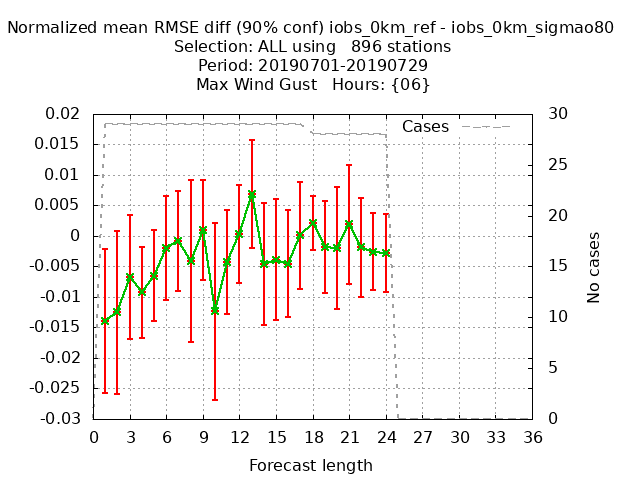 Normalized mean RMSE diff (90% conf) iobs_0km_ref - iobs_0km_sigmao80
Selection: ALL using   896 stations
Period: 20190701-20190729
Max Wind Gust   Hours: {06}
Cases
0.02
0.015
0.01
0.005
0
-0.005
-0.01
-0.015
-0.02
-0.025
-0.03
30
25
20
15
10
5
0
No cases
0 3 6 9 12 15 18 21 24 27 30 33 36
Forecast length